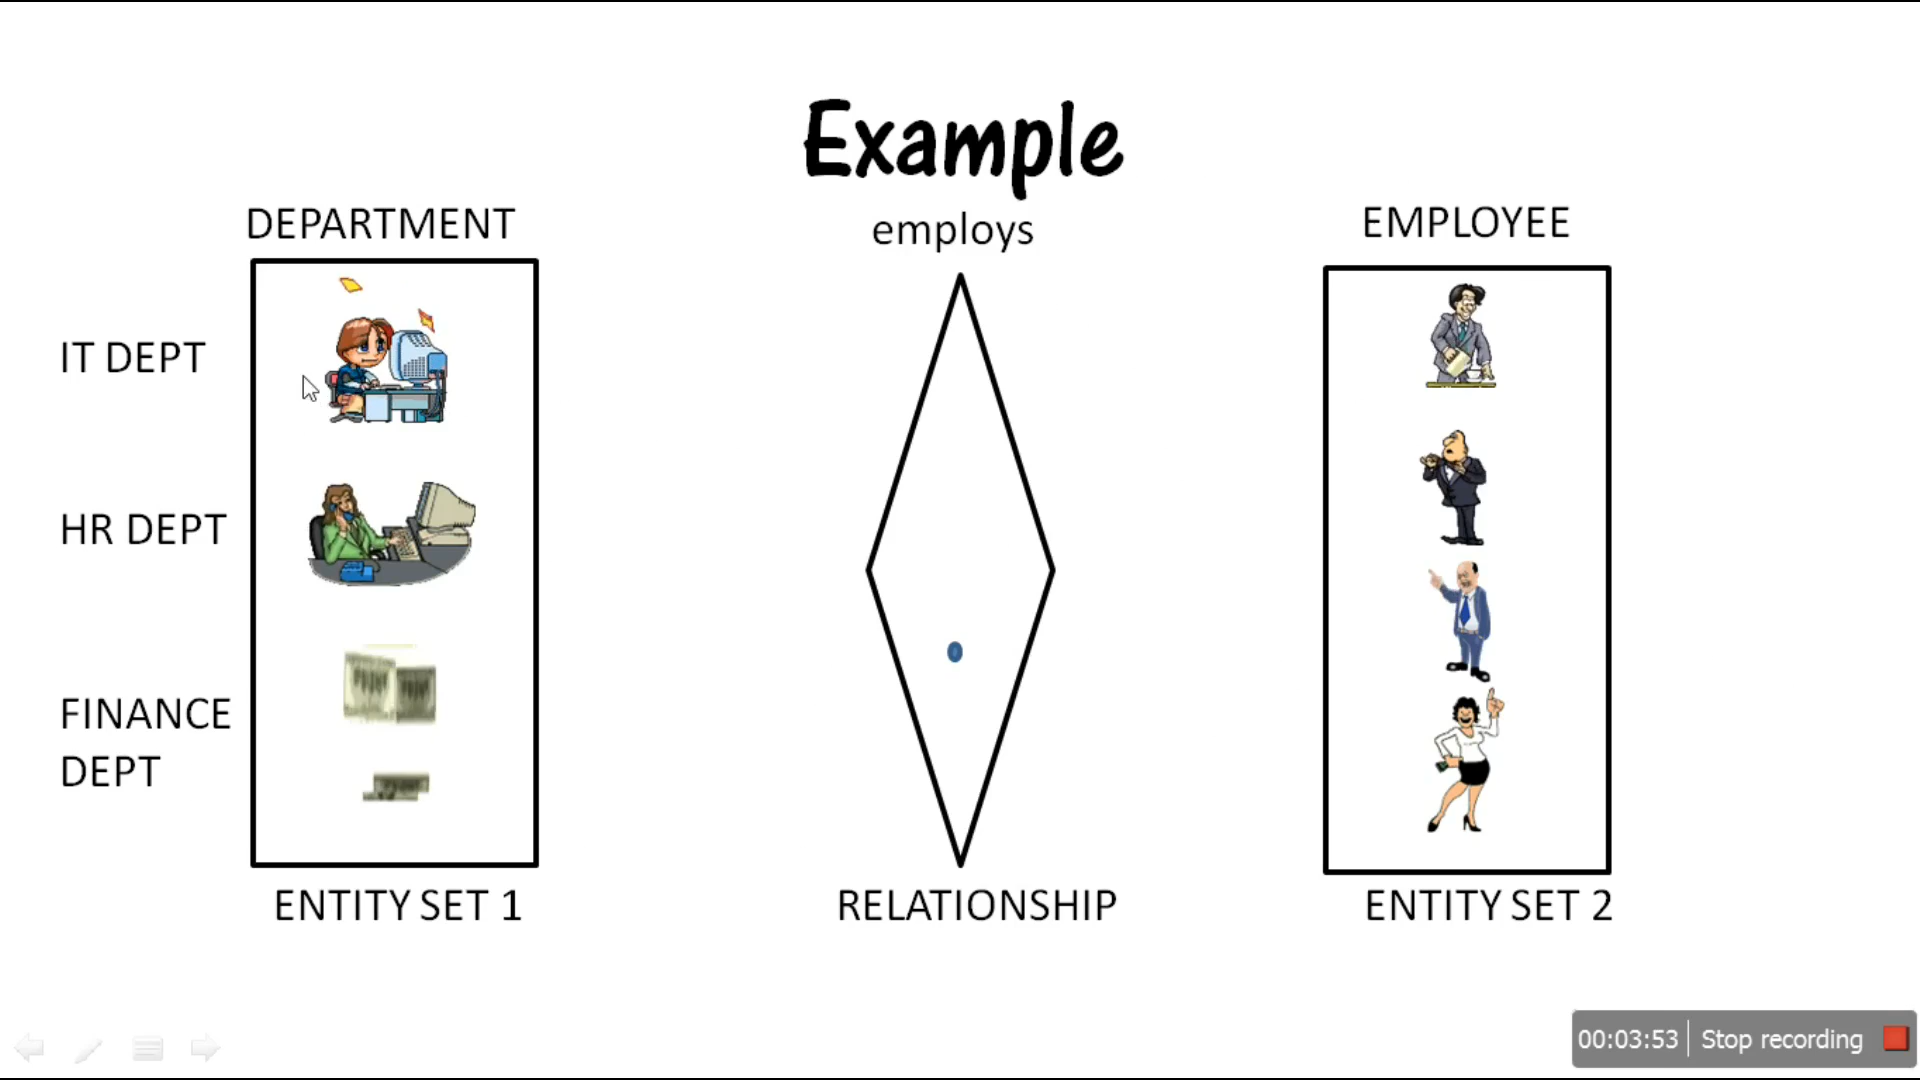 Example
DEPARTMENT
employs
EMPLOYEE
IT DEPT
HR DEPT
FINANCE
DEPT
ENTITY SET 1
RELATIONSHIP
ENTITY SET 2
00:03:53 Stop recording